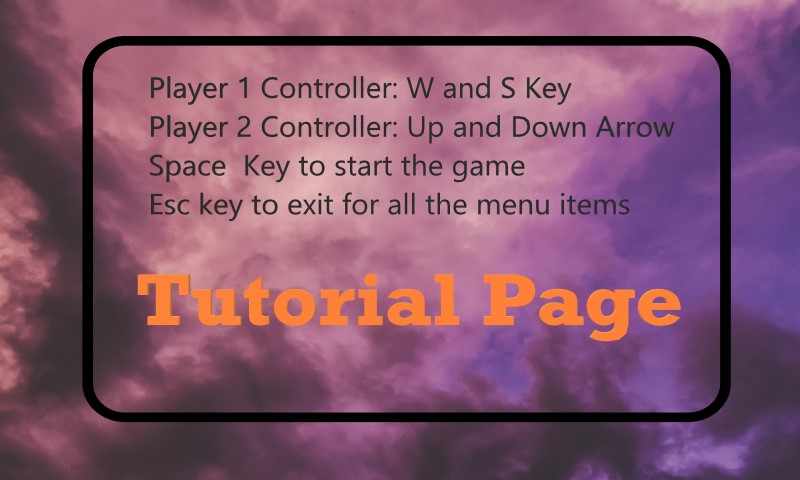 Player 1 Controller: W and S Key
Player 2 Controller: Up and Down Arrow
Space  Key to start the game
Esc key to exit for all the menu items
Tutorial Page